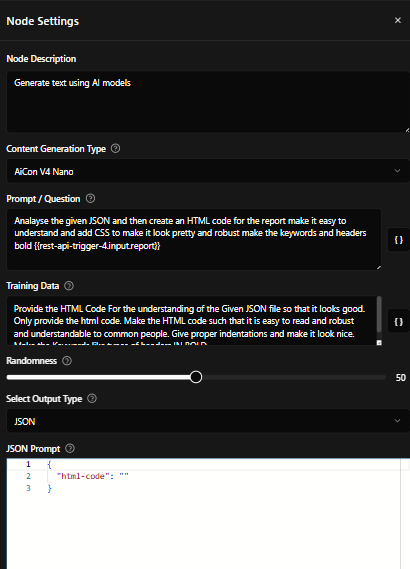 Node Settings
×
Node Description
Generate text using AI models
Content Generation Type ?
AiCon V4 Nano
Prompt / Question ?
Analayse the given JSON and then create an HTML code for the report make it easy to
understand and add CSS to make it look pretty and robust make the keywords and headers
bold {{rest-api-trigger-4.input.report}}
{ }
Training Data ?
Provide the HTML Code For the understanding of the Given JSON file so that it looks good.
Only provide the html code. Make the HTML code such that it is easy to read and robust
and understandable to common people. Give proper indentations and make it look nice.
Make the Keywords like types of headers IN BOLD
{ }
Randomness ?
50
Select Output Type ?
JSON
JSON Prompt ?
1 {
2 "html-code": ""
3 }